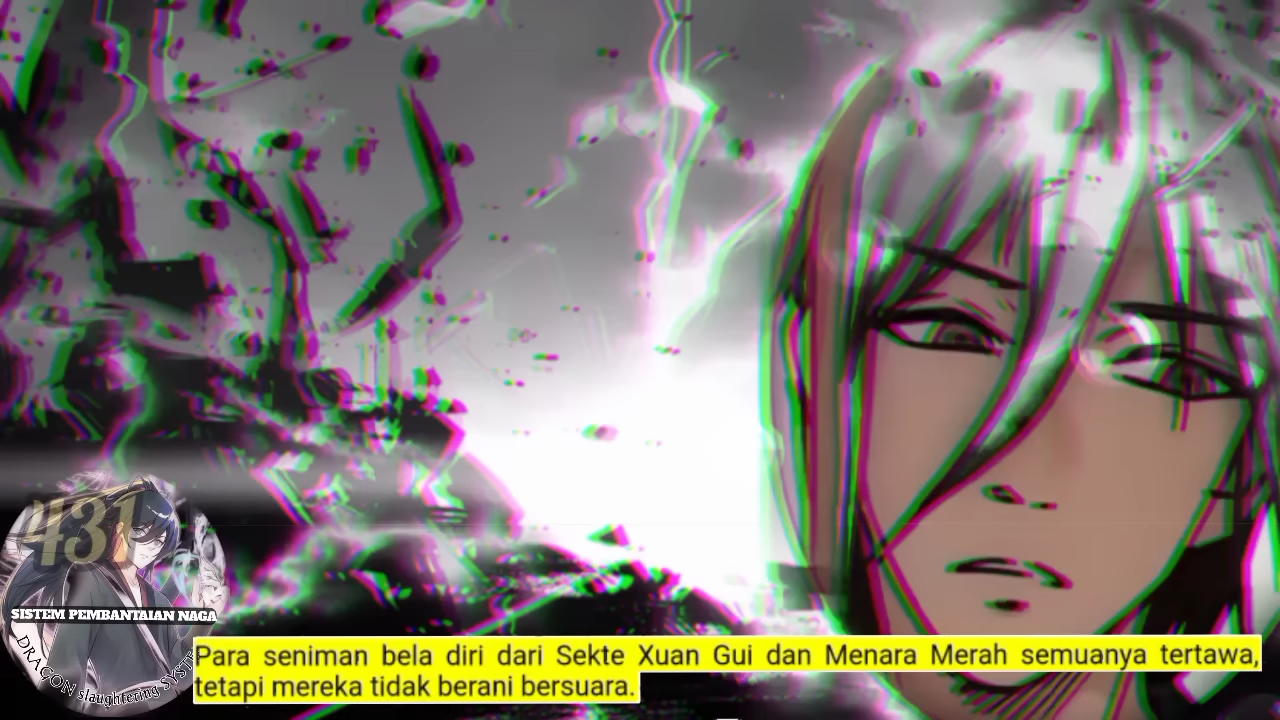 431
SISTEM PEMBANTAIAN NAGA
DRAGON slaughtering SYSTE
Para seniman bela diri dari Sekte Xuan Gui dan Menara Merah semuanya tertawa,
tetapi mereka tidak berani bersuara.